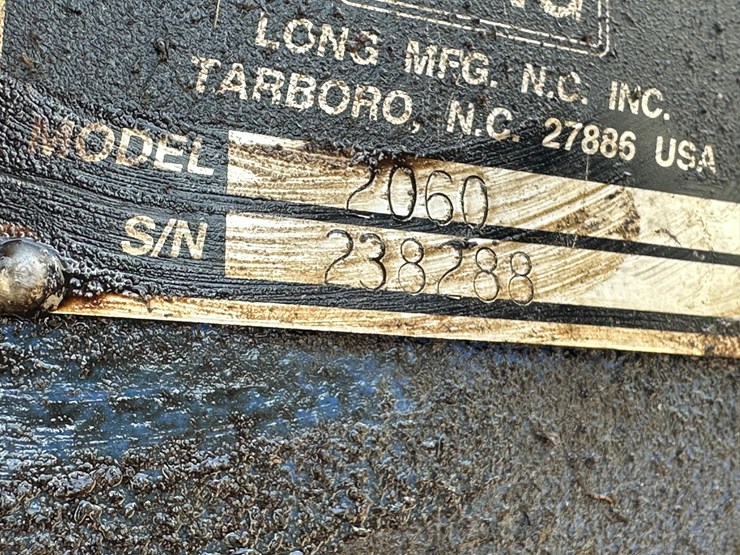 LONG MFG. N.C. INC.
TARBORO, N.C. 27886 USA
MODEL 2060
S/N 238288